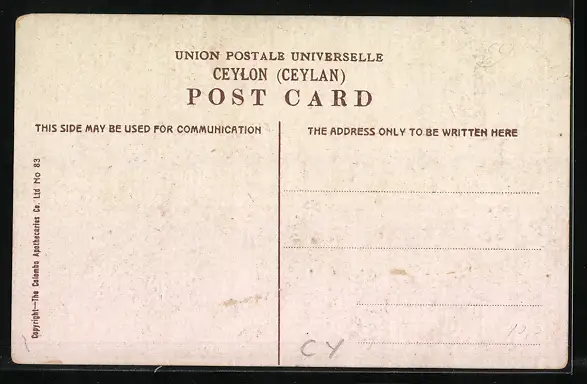 UNION POSTALE UNIVERSELLE
CEYLON (CEYLAN)
POST CARD
THIS SIDE MAY BE USED FOR COMMUNICATION
THE ADDRESS ONLY TO BE WRITTEN HERE
Copyright—The Colombo Apothecaries Co. Ltd No 83
CY